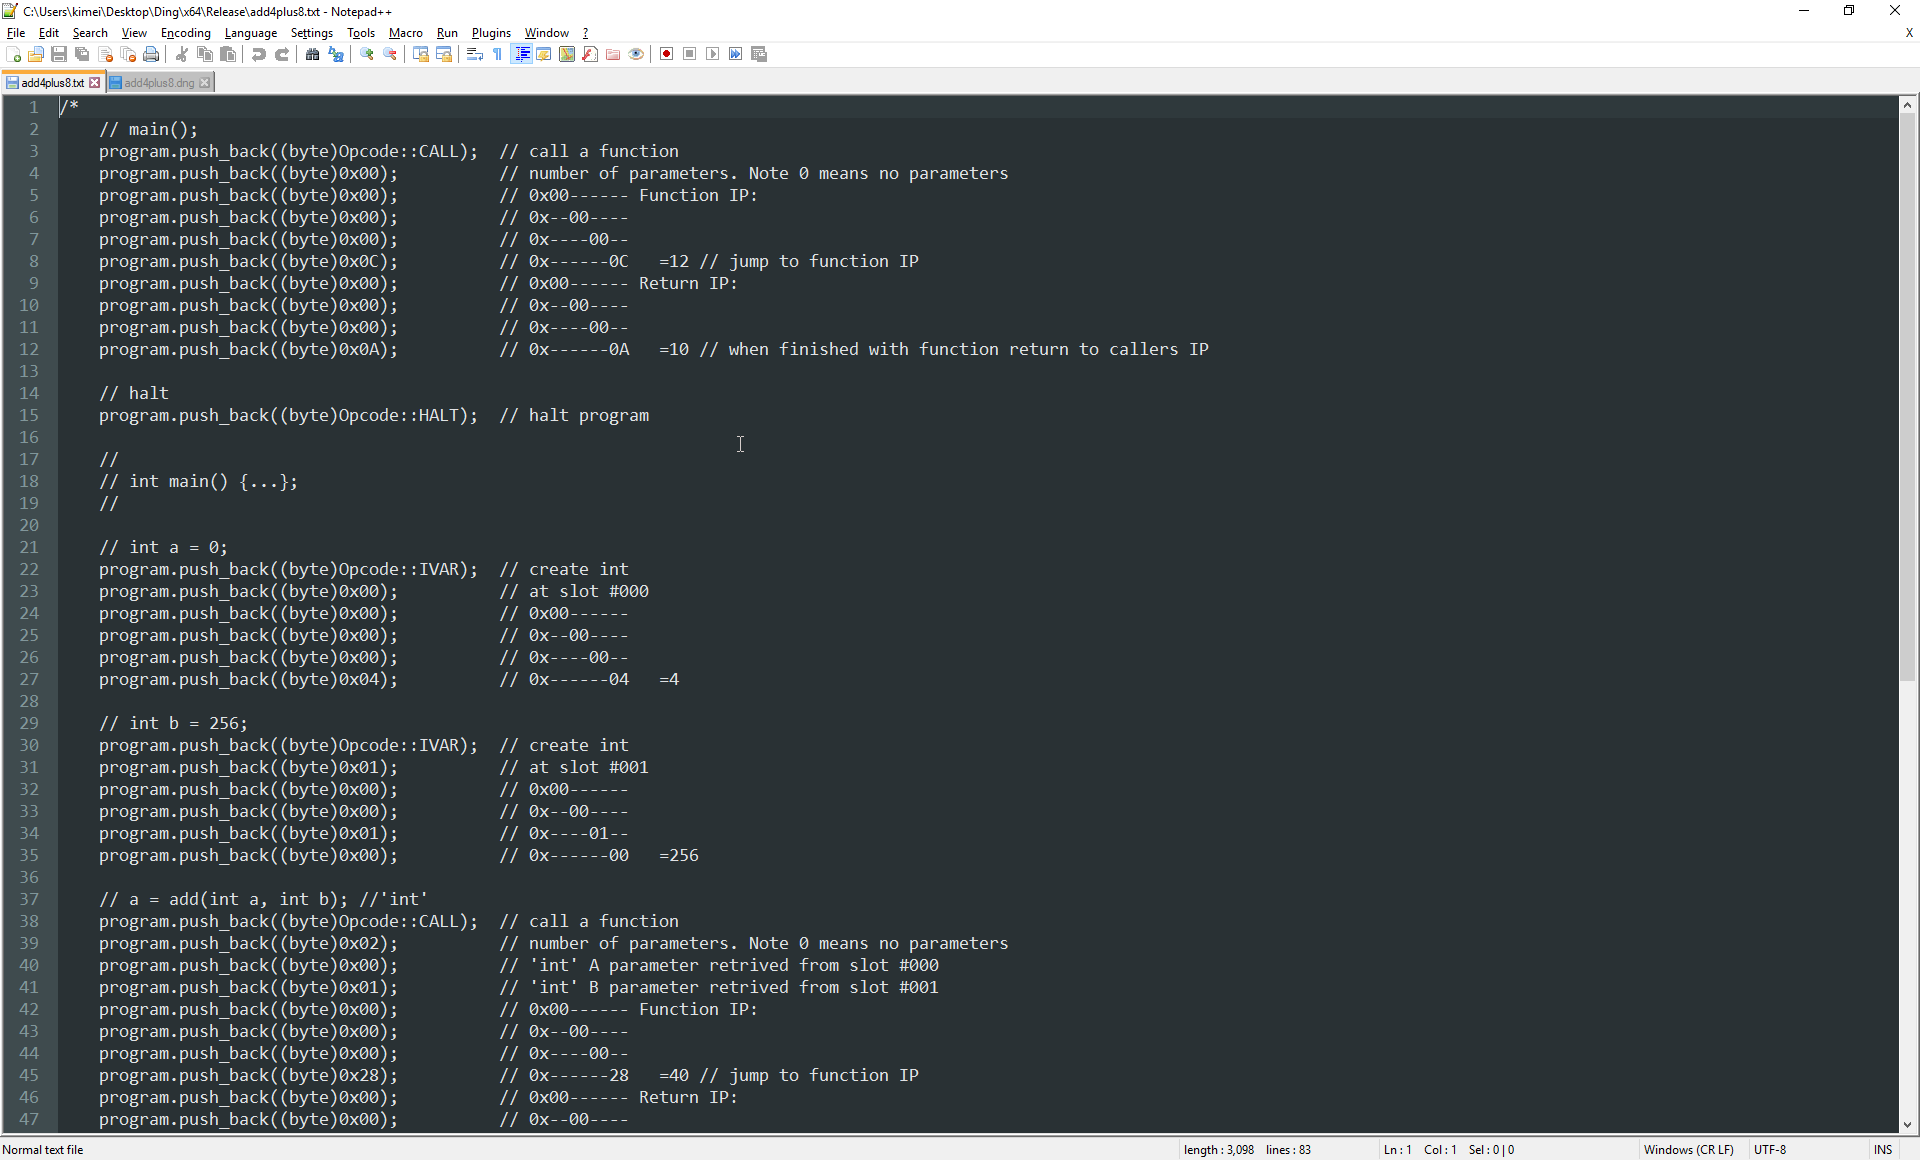 C:\Users\kimei\Desktop\Ding\x64\Release\add4plus8.txt - Notepad++
File Edit Search View Encoding Language Settings Tools Macro Run Plugins Window ? X
add4plus8.txt add4plus8.dng
1 /*
2 // main();
3 program.push_back((byte)Opcode::CALL); // call a function
4 program.push_back((byte)0x00); // number of parameters. Note 0 means no parameters
5 program.push_back((byte)0x00); // 0x00------ Function IP:
6 program.push_back((byte)0x00); // 0x--00----
7 program.push_back((byte)0x00); // 0x----00--
8 program.push_back((byte)0x0C); // 0x------0C =12 // jump to function IP
9 program.push_back((byte)0x00); // 0x00------ Return IP:
10 program.push_back((byte)0x00); // 0x--00----
11 program.push_back((byte)0x00); // 0x----00--
12 program.push_back((byte)0x0A); // 0x------0A =10 // when finished with function return to callers IP
13
14 // halt
15 program.push_back((byte)Opcode::HALT); // halt program
16
17 //
18 // int main() {...};
19 //
20
21 // int a = 0;
22 program.push_back((byte)Opcode::IVAR); // create int
23 program.push_back((byte)0x00); // at slot #000
24 program.push_back((byte)0x00); // 0x00------
25 program.push_back((byte)0x00); // 0x--00----
26 program.push_back((byte)0x00); // 0x----00--
27 program.push_back((byte)0x04); // 0x------04 =4
28
29 // int b = 256;
30 program.push_back((byte)Opcode::IVAR); // create int
31 program.push_back((byte)0x01); // at slot #001
32 program.push_back((byte)0x00); // 0x00------
33 program.push_back((byte)0x00); // 0x--00----
34 program.push_back((byte)0x01); // 0x----01--
35 program.push_back((byte)0x00); // 0x------00 =256
36
37 // a = add(int a, int b); //'int'
38 program.push_back((byte)Opcode::CALL); // call a function
39 program.push_back((byte)0x02); // number of parameters. Note 0 means no parameters
40 program.push_back((byte)0x00); // 'int' A parameter retrived from slot #000
41 program.push_back((byte)0x01); // 'int' B parameter retrived from slot #001
42 program.push_back((byte)0x00); // 0x00------ Function IP:
43 program.push_back((byte)0x00); // 0x--00----
44 program.push_back((byte)0x00); // 0x----00--
45 program.push_back((byte)0x28); // 0x------28 =40 // jump to function IP
46 program.push_back((byte)0x00); // 0x00------ Return IP:
47 program.push_back((byte)0x00); // 0x--00----
Normal text file length : 3,098 lines : 83 Ln : 1 Col : 1 Sel : 0 | 0 Windows (CR LF) UTF-8 INS